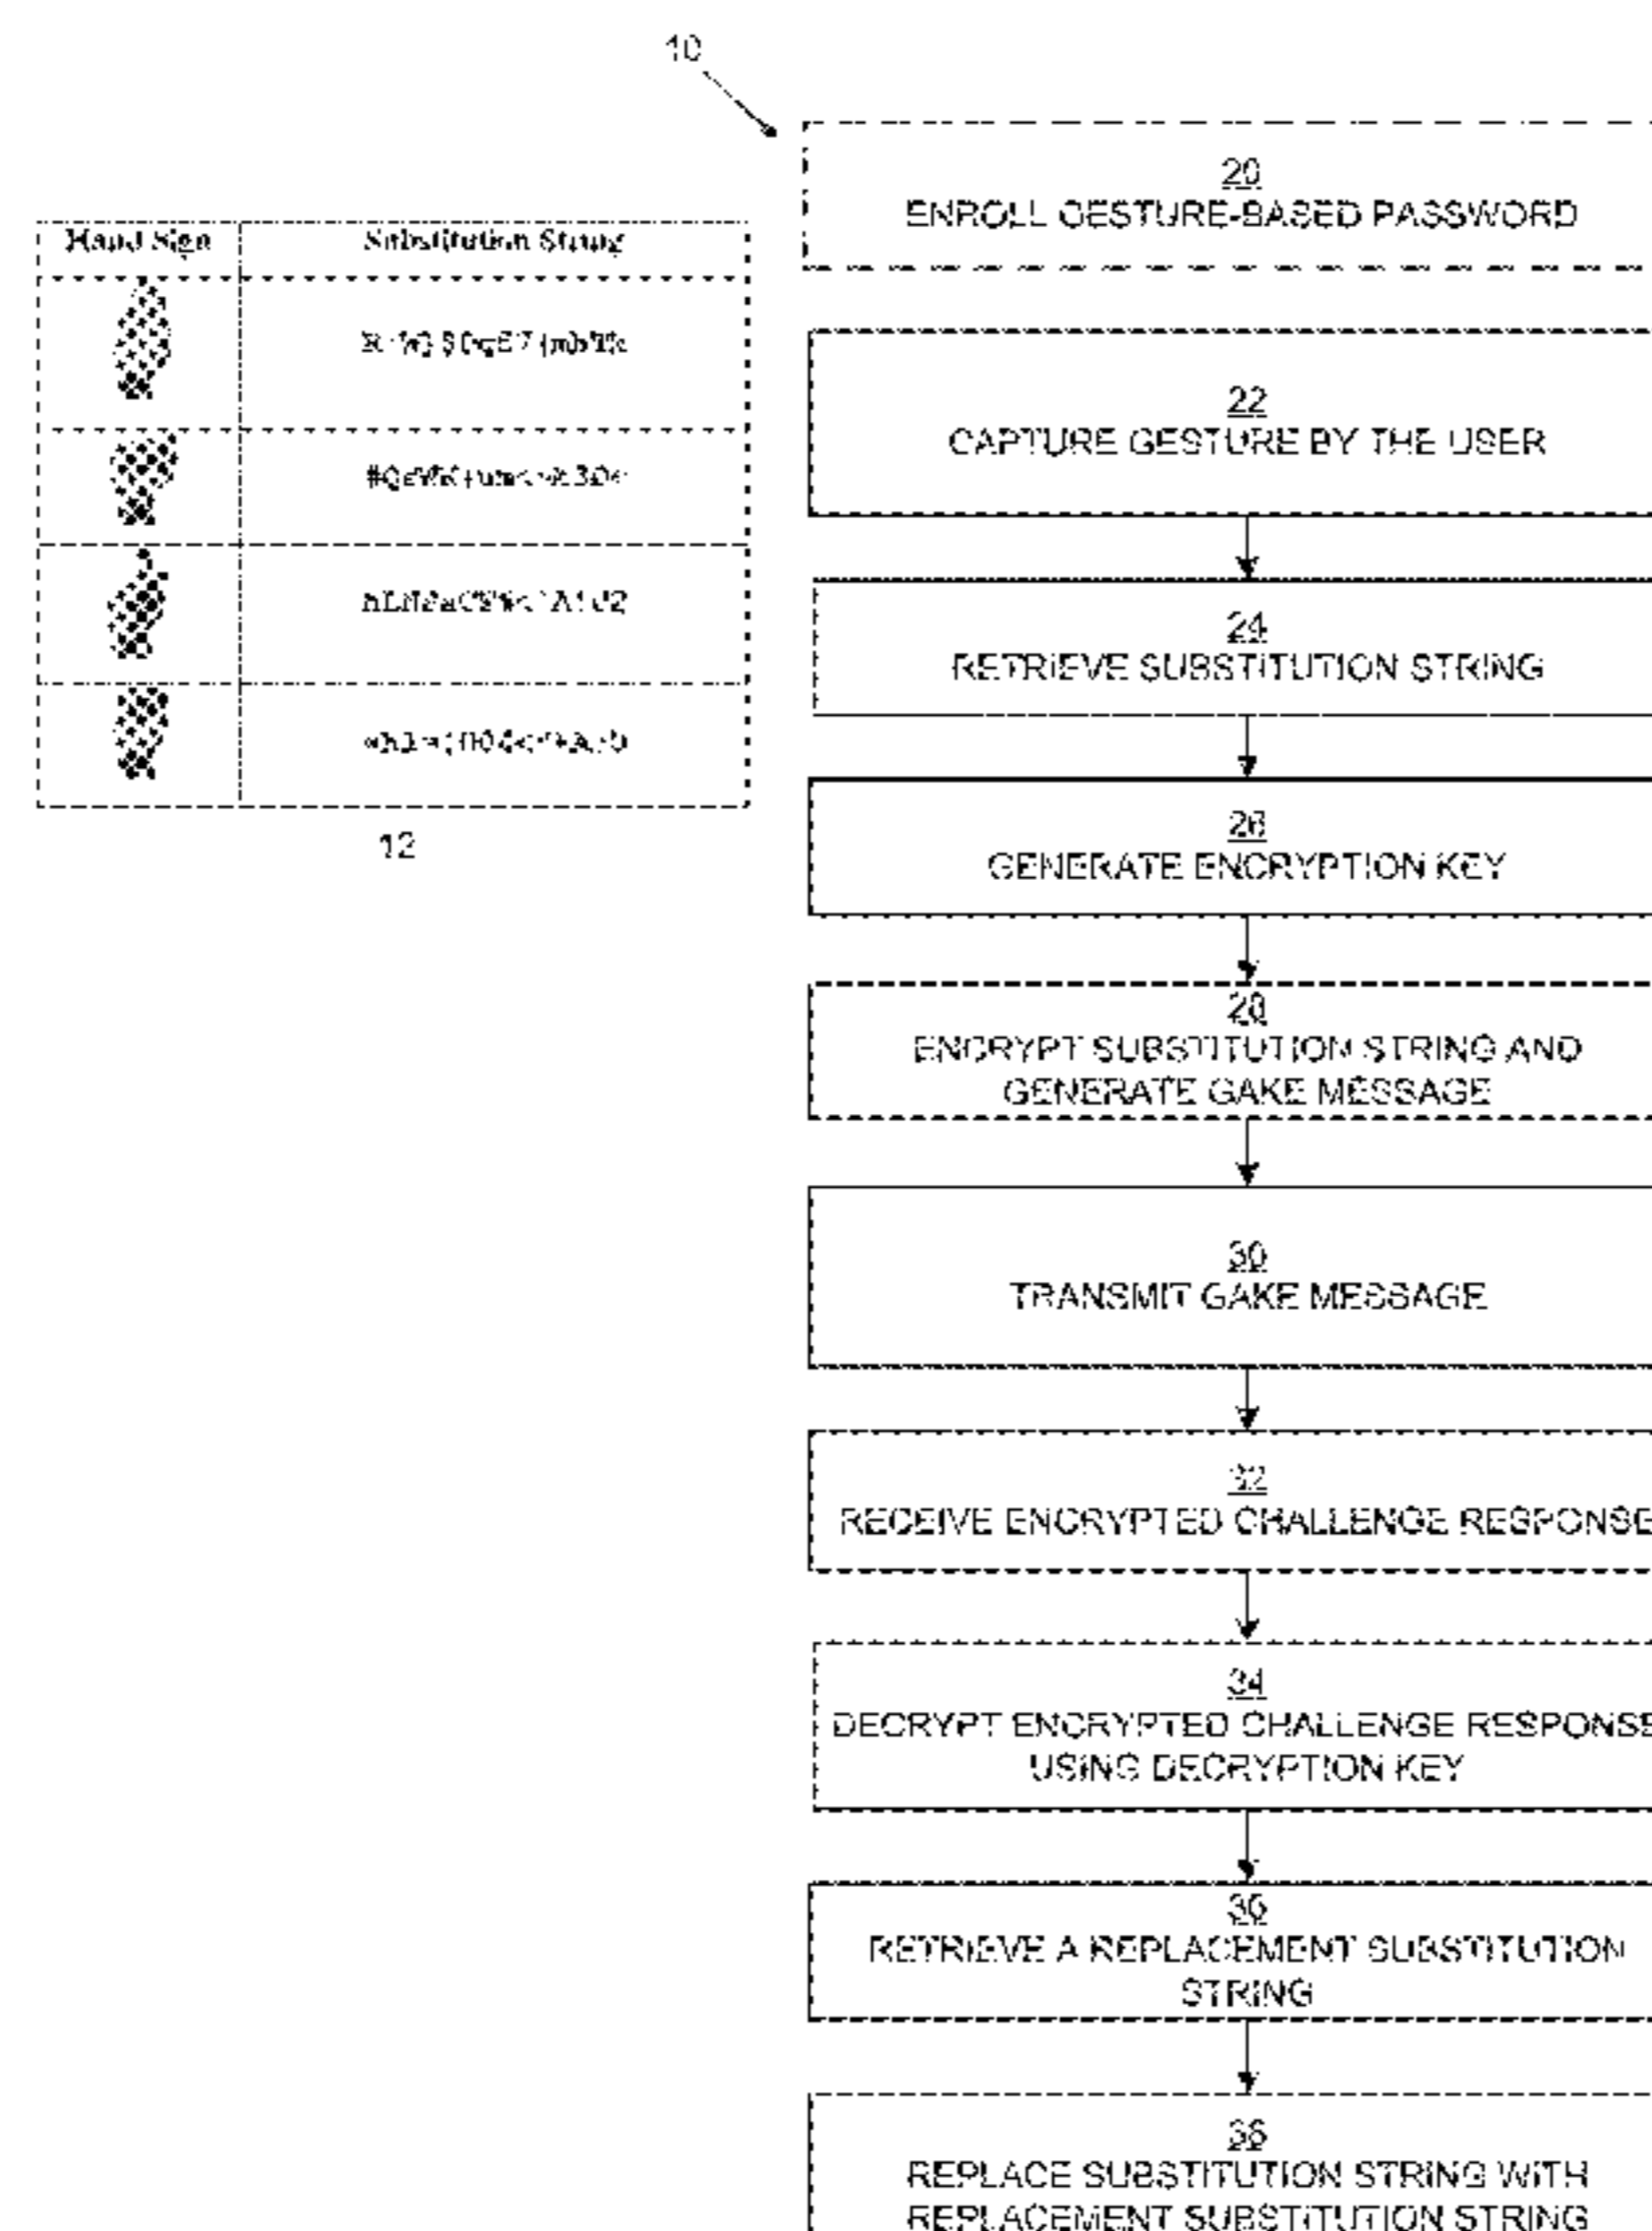 10
20
ENROLL GESTURE-BASED PASSWORD
Hand Sign Substitution String
12
22
CAPTURE GESTURE BY THE USER
24
RETRIEVE SUBSTITUTION STRING
26
GENERATE ENCRYPTION KEY
28
ENCRYPT SUBSTITUTION STRING AND
GENERATE GAKE MESSAGE
30
TRANSMIT GAKE MESSAGE
32
RECEIVE ENCRYPTED CHALLENGE RESPONSE
34
DECRYPT ENCRYPTED CHALLENGE RESPONSE
USING DECRYPTION KEY
36
RETRIEVE A REPLACEMENT SUBSTITUTION
STRING
REPLACE SUBSTITUTION STRING WITH
REPLACEMENT SUBSTITUTION STRING